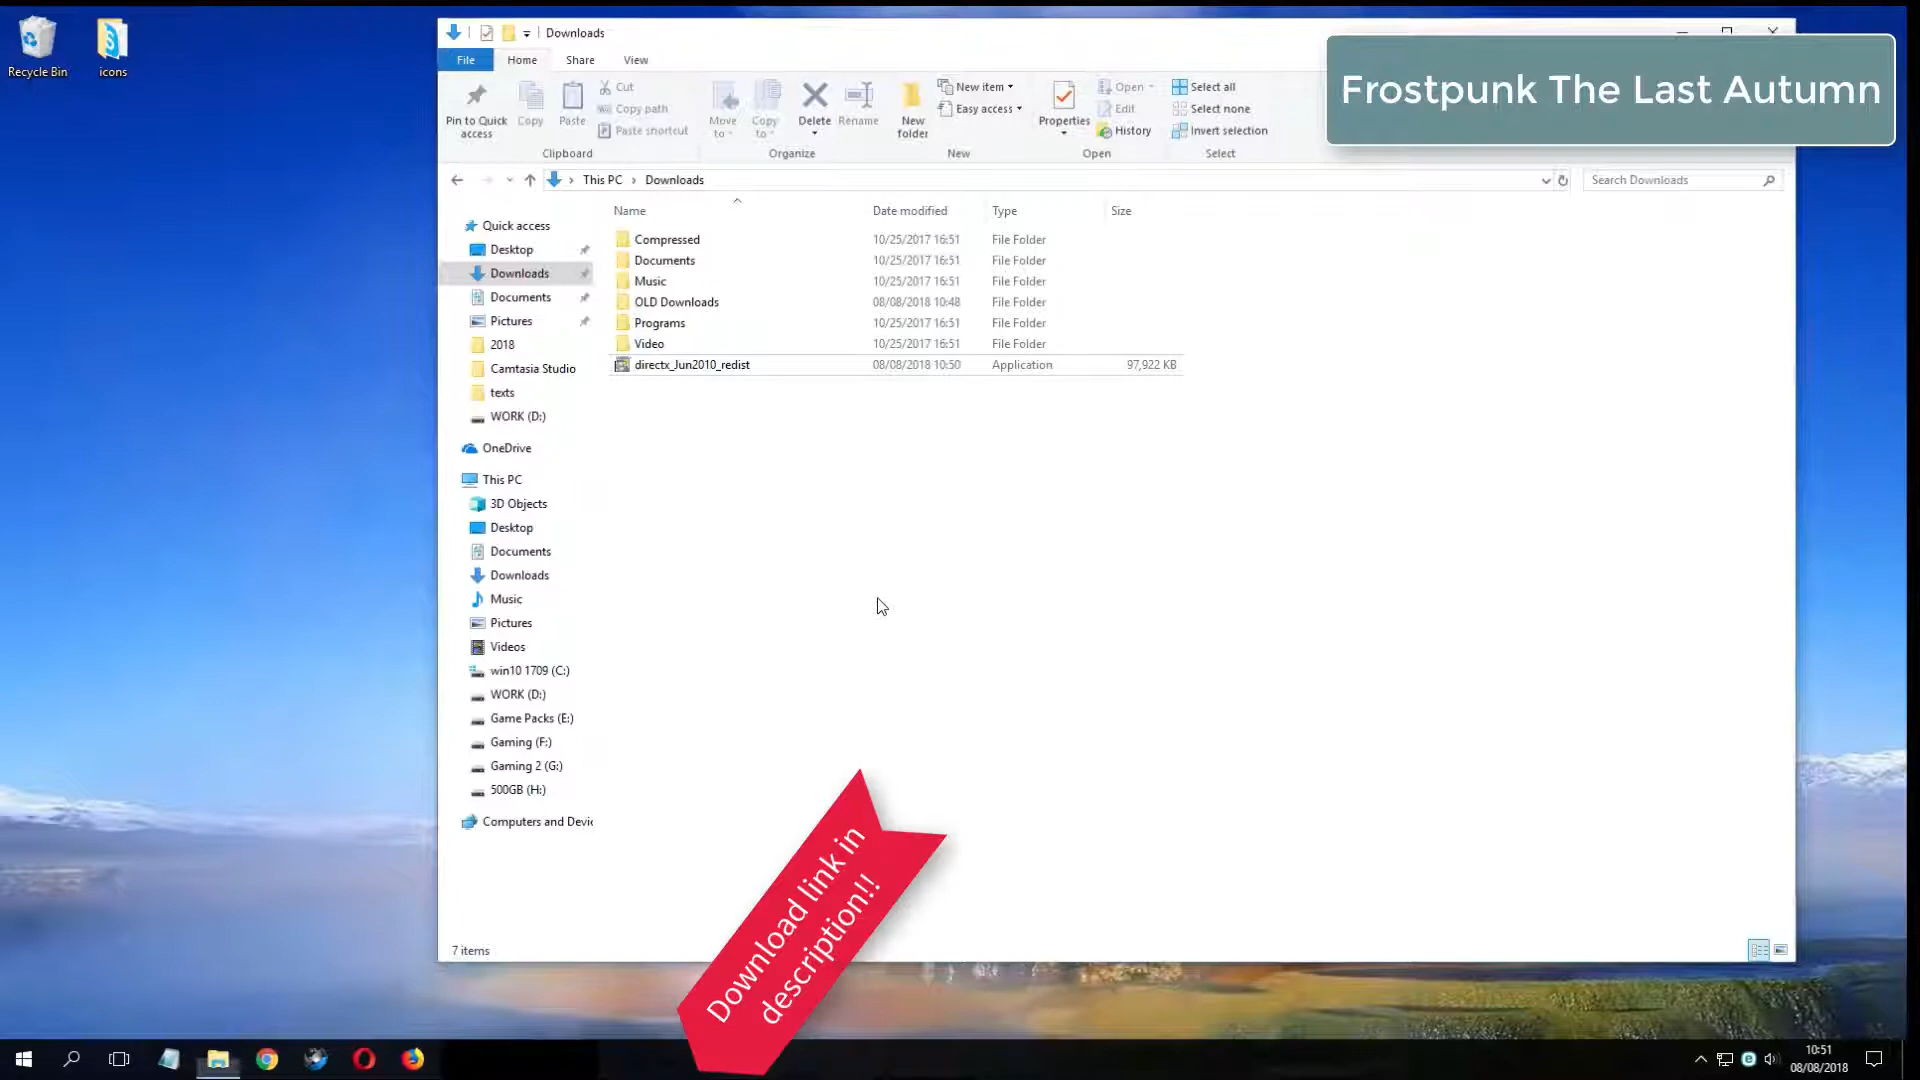 Recycle Bin
icons
Downloads
File
Home
Share
View
Pin to Quick
access
Copy
Paste
Cut
Copy path
Paste shortcut
Clipboard
Move
to
Copy
to
Delete
Rename
Organize
New
folder
New item
Easy access
New
Properties
Open
Edit
History
Open
Select all
Select none
Invert selection
Select
Frostpunk The Last Autumn
This PC
Downloads
Search Downloads
Name
Date modified
Type
Size
Compressed 10/25/2017 16:51 File Folder
Documents 10/25/2017 16:51 File Folder
Music 10/25/2017 16:51 File Folder
OLD Downloads 08/08/2018 10:48 File Folder
Programs 10/25/2017 16:51 File Folder
Video 10/25/2017 16:51 File Folder
directx_Jun2010_redist 08/08/2018 10:50 Application 97,922 KB
Quick access
Desktop
Downloads
Documents
Pictures
2018
Camtasia Studio
texts
WORK (D:)
OneDrive
This PC
3D Objects
Desktop
Documents
Downloads
Music
Pictures
Videos
win10 1709 (C:)
WORK (D:)
Game Packs (E:)
Gaming (F:)
Gaming 2 (G:)
500GB (H:)
Computers and Devic
7 items
Download link in
description!!
10:51
08/08/2018